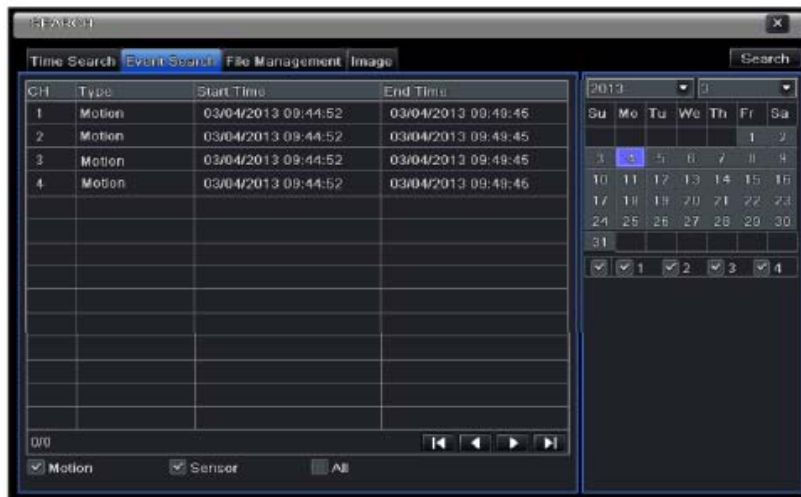 SEARCH
Time Search Event Search File Management Image Search
CH Type Start Time End Time
1 Motion 03/04/2013 09:44:52 03/04/2013 09:49:45
2 Motion 03/04/2013 09:44:52 03/04/2013 09:49:45
3 Motion 03/04/2013 09:44:52 03/04/2013 09:49:45
4 Motion 03/04/2013 09:44:52 03/04/2013 09:49:45
0/0
Motion Sensor All
2013 3
Su Mo Tu We Th Fr Sa
1 2
3 4 5 6 7 8 9
10 11 12 13 14 15 16
17 18 19 20 21 22 23
24 25 26 27 28 29 30
31
1 2 3 4